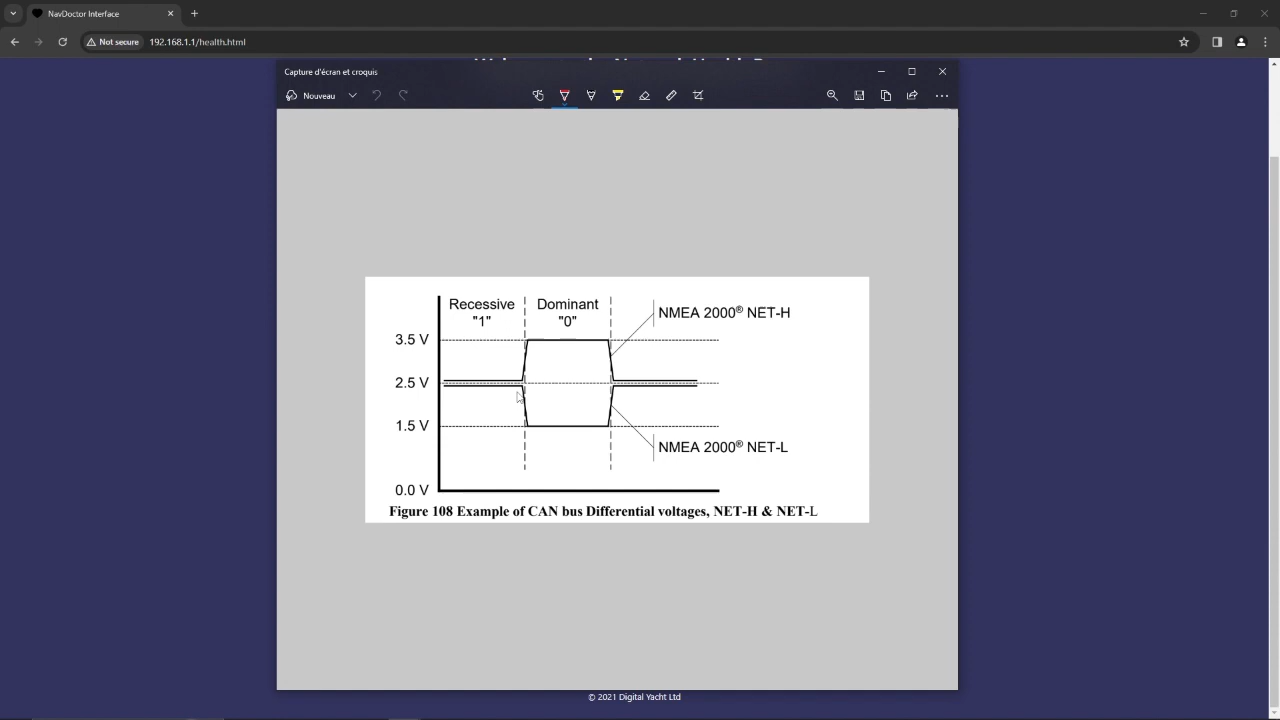 NavDoctor Interface
Not secure 192.168.1.1/health.html
Capture d'écran et croquis
Nouveau
Recessive Dominant
"1" "0"
NMEA 2000® NET-H
3.5 V
2.5 V
1.5 V
NMEA 2000® NET-L
0.0 V
Figure 108 Example of CAN bus Differential voltages, NET-H & NET-L
© 2021 Digital Yacht Ltd